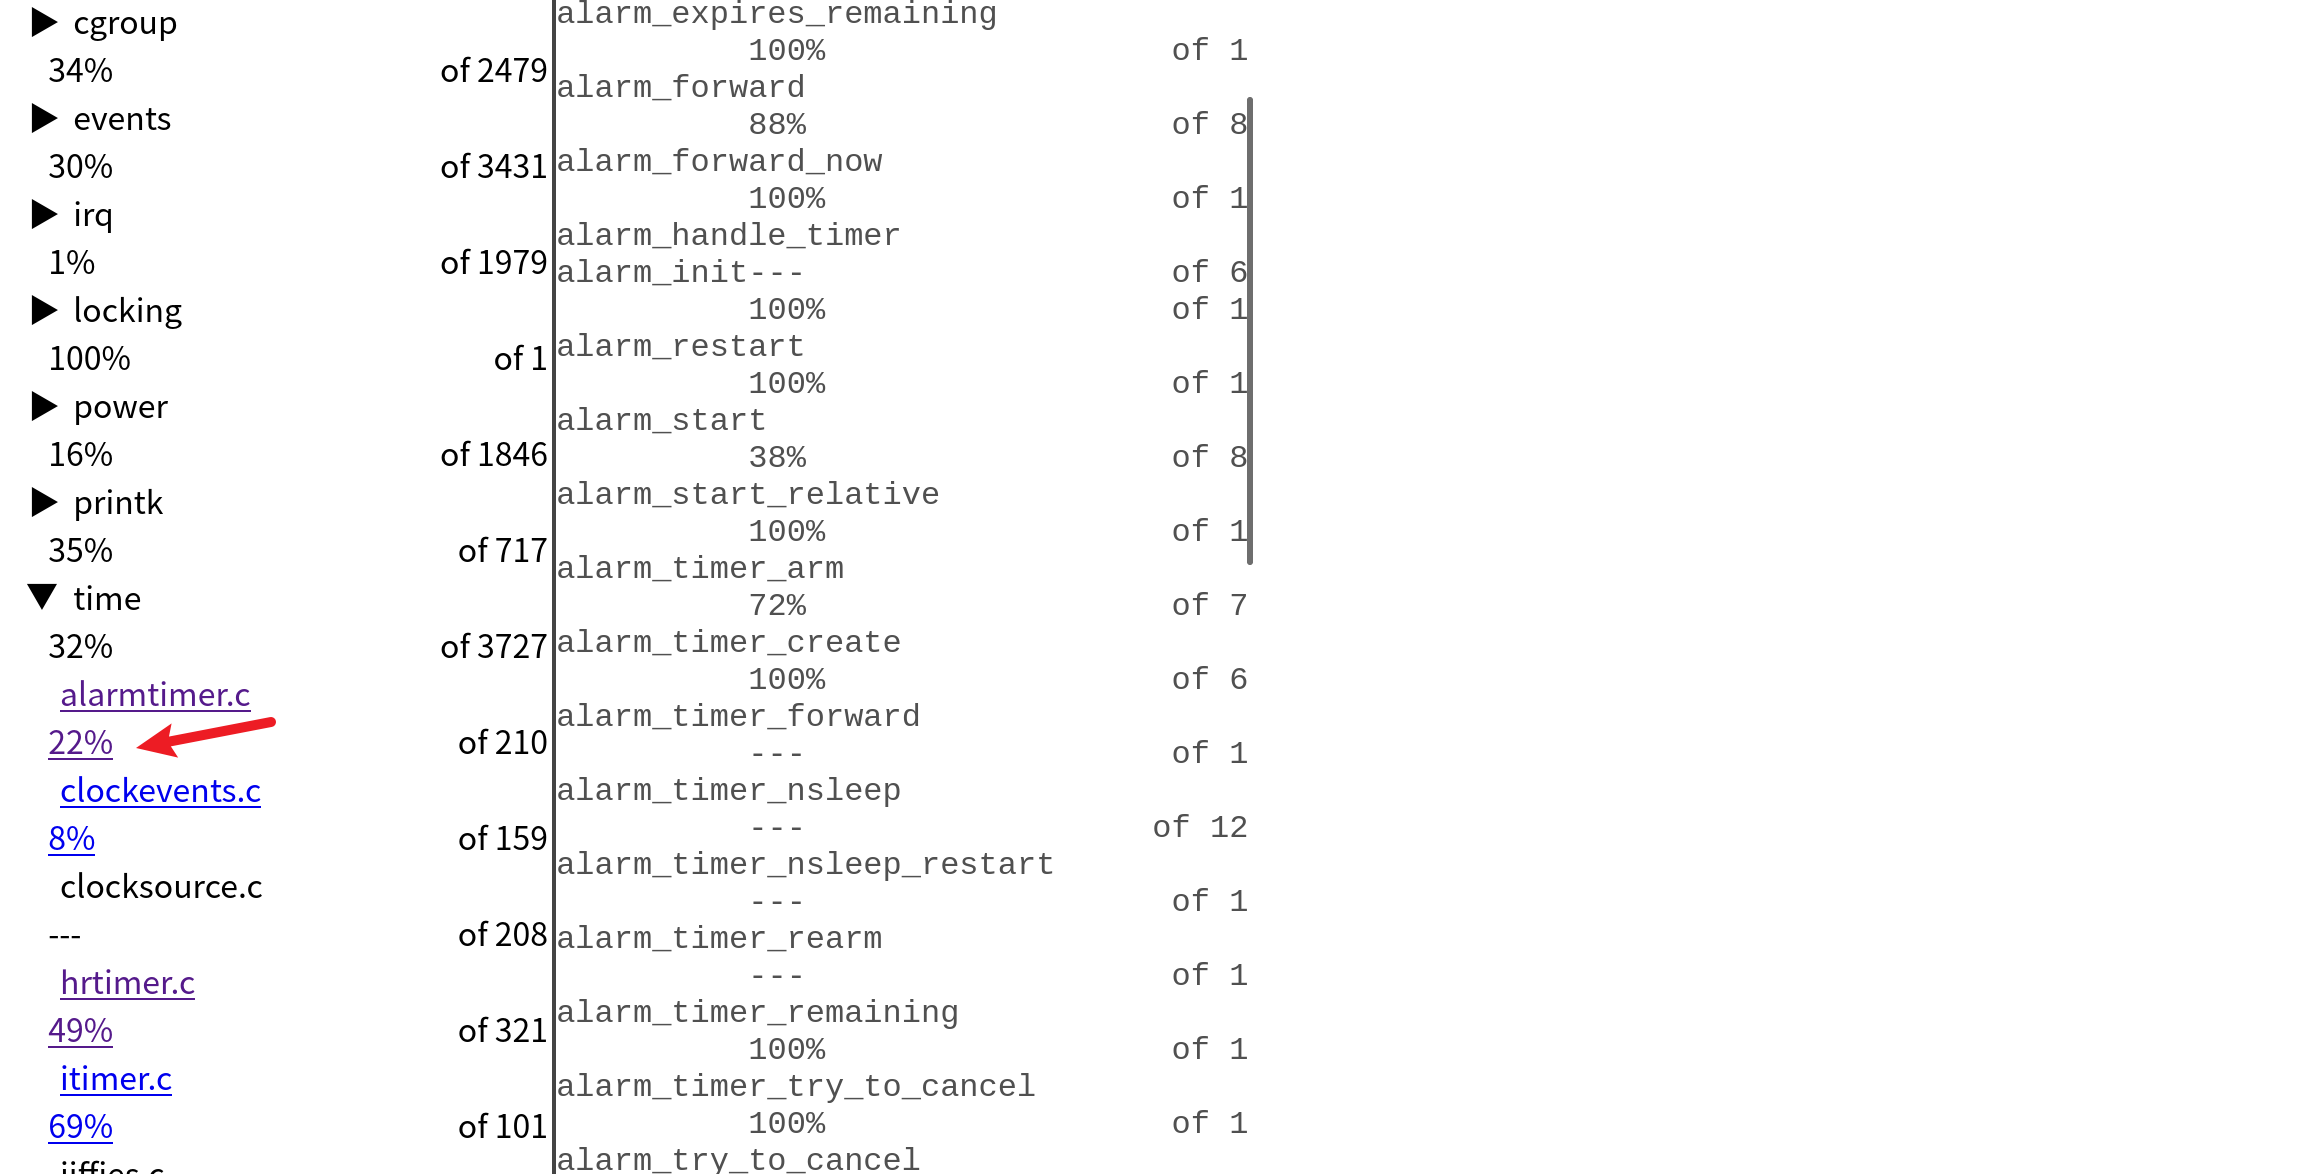 cgroup
34% of 2479
events
30% of 3431
irq
1% of 1979
locking
100% of 1
power
16% of 1846
printk
35% of 717
time
32% of 3727
alarmtimer.c
22% of 210
clockevents.c
8% of 159
clocksource.c
--- of 208
hrtimer.c
49% of 321
itimer.c
69% of 101
jiffies.c
alarm_expires_remaining
100% of 1
alarm_forward
88% of 8
alarm_forward_now
100% of 1
alarm_handle_timer
alarm_init--- of 6
100% of 1
alarm_restart
100% of 1
alarm_start
38% of 8
alarm_start_relative
100% of 1
alarm_timer_arm
72% of 7
alarm_timer_create
100% of 6
alarm_timer_forward
--- of 1
alarm_timer_nsleep
--- of 12
alarm_timer_nsleep_restart
--- of 1
alarm_timer_rearm
--- of 1
alarm_timer_remaining
100% of 1
alarm_timer_try_to_cancel
100% of 1
alarm_try_to_cancel